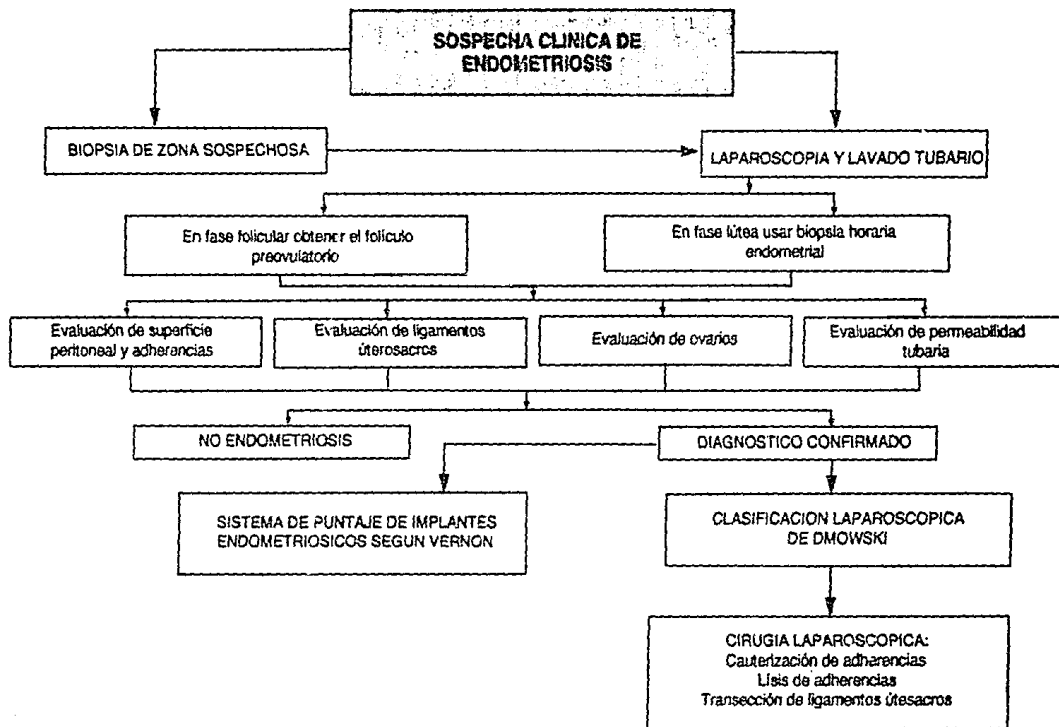 SOSPECHA CLINICA DE
ENDOMETRIOSIS
BIOPSIA DE ZONA SOSPECHOSA
LAPAROSCOPIA Y LAVADO TUBARIO
En fase folicular obtener el folículo
preovulatorio
En fase lútea usar biopsia horaria
endometrial
Evaluación de superficie
peritoneal y adherencias
Evaluación de ligamentos
úterosacros
Evaluación de ovarios
Evaluación de permeabilidad
tubaria
NO ENDOMETRIOSIS
DIAGNOSTICO CONFIRMADO
SISTEMA DE PUNTAJE DE IMPLANTES
ENDOMETRIOSICOS SEGUN VERNON
CLASIFICACION LAPAROSCOPICA
DE DMOWSKI
CIRUGIA LAPAROSCOPICA:
Cauterización de adherencias
Lisis de adherencias
Transección de ligamentos útesacros